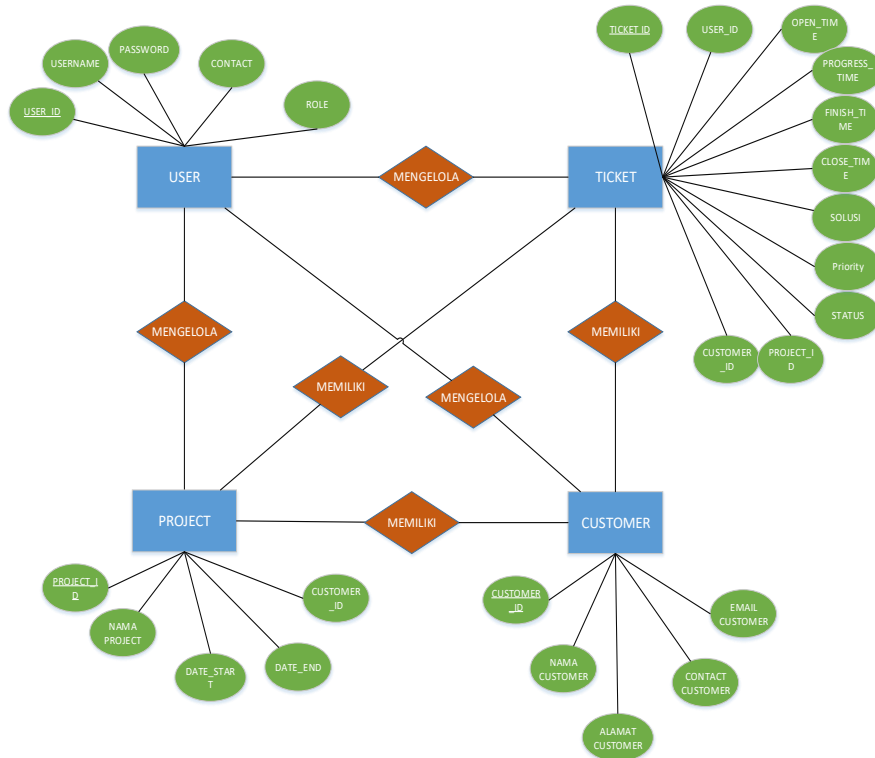 TICKET ID
USER_ID
OPEN_TIM
E
PASSWORD
USERNAME
CONTACT
PROGRESS_
TIME
USER_ID
ROLE
FINISH_TI
ME
CLOSE_TIM
E
USER
MENGELOLA
TICKET
SOLUSI
Priority
STATUS
MENGELOLA
MEMILIKI
CUSTOMER
_ID
PROJECT_I
D
MEMILIKI
MENGELOLA
PROJECT
MEMILIKI
CUSTOMER
PROJECT_I
D
CUSTOMER
_ID
CUSTOMER
_ID
EMAIL
CUSTOMER
NAMA
PROJECT
DATE_STAR
T
DATE_END
NAMA
CUSTOMER
CONTACT
CUSTOMER
ALAMAT
CUSTOMER